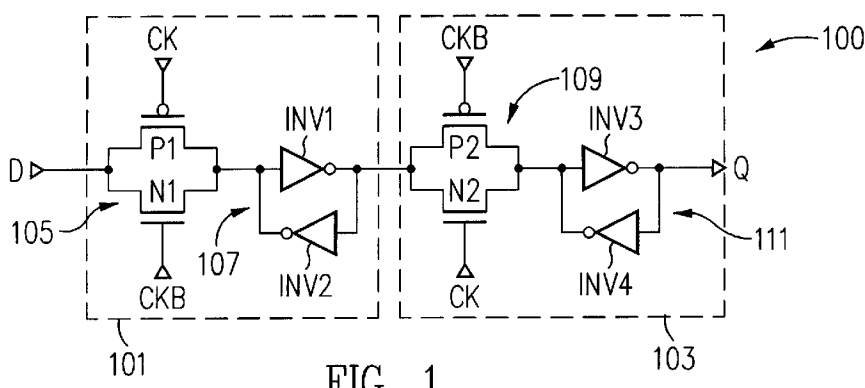 CK
CKB
100
109
INV1
INV3
D
P1
P2
Q
N1
N2
105
107
111
INV2
INV4
CKB
CK
101
103
FIG. 1